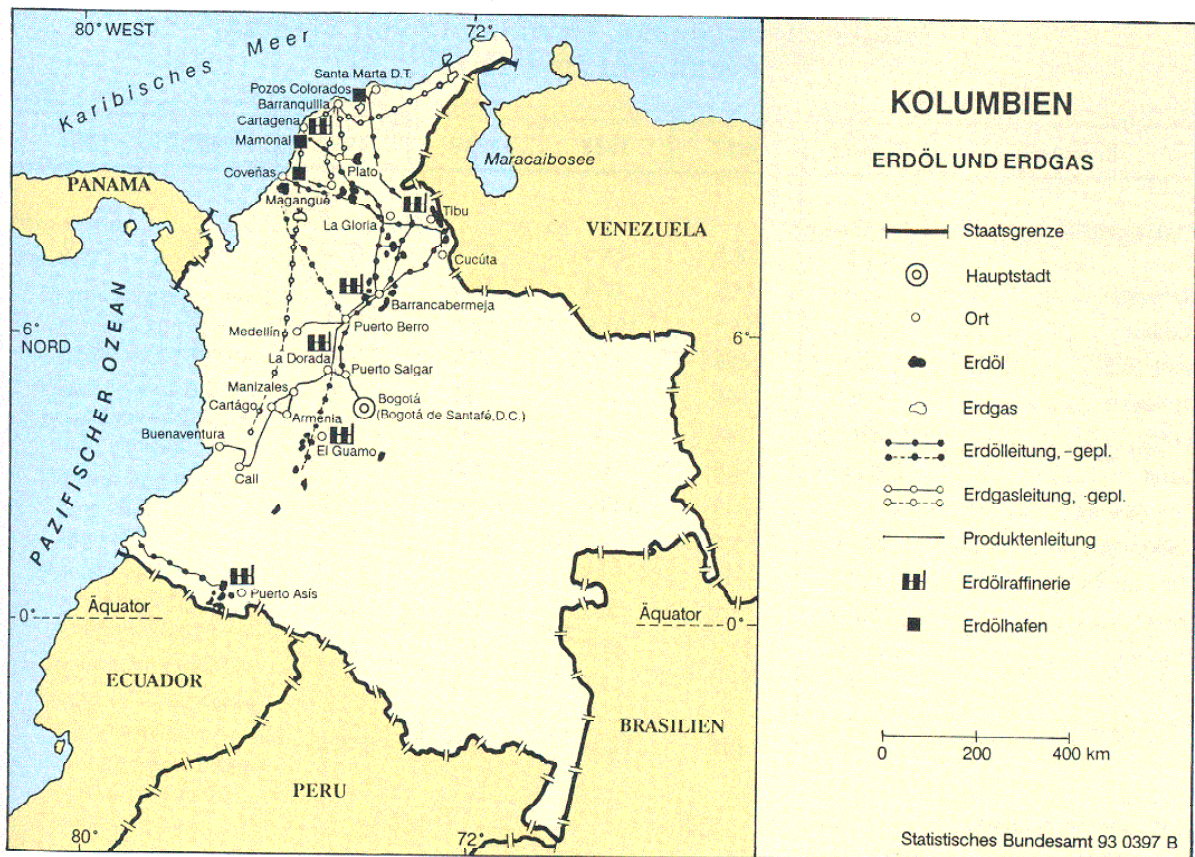 80° WEST
72°
Karibisches Meer
Santa Marta D.T.
Pozos Colorados
Barranquilla
Cartagena
Mamonal
Maracaibosee
Coveñas
Plato
PANAMA
Magangué
Tibu
La Gloria
VENEZUELA
Cucúta
Barrancabermeja
PAZIFISCHER OZEAN
6°
NORD
Medellín
Puerto Berro
6°
La Dorada
Puerto Salgar
Manizales
Bogotá
(Bogotá de Santafé, D.C.)
Cartágo
Armenia
Buenaventura
El Guamo
Call
Puerto Asís
Äquator
0°
Äquator
0°
ECUADOR
BRASILIEN
PERU
80°
72°
KOLUMBIEN
ERDÖL UND ERDGAS
Staatsgrenze
Hauptstadt
Ort
Erdöl
Erdgas
Erdölleitung, -gepl.
Erdgasleitung, -gepl.
Produktenleitung
Erdölraffinerie
Erdölhafen
0 200 400 km
Statistisches Bundesamt 93 0397 B